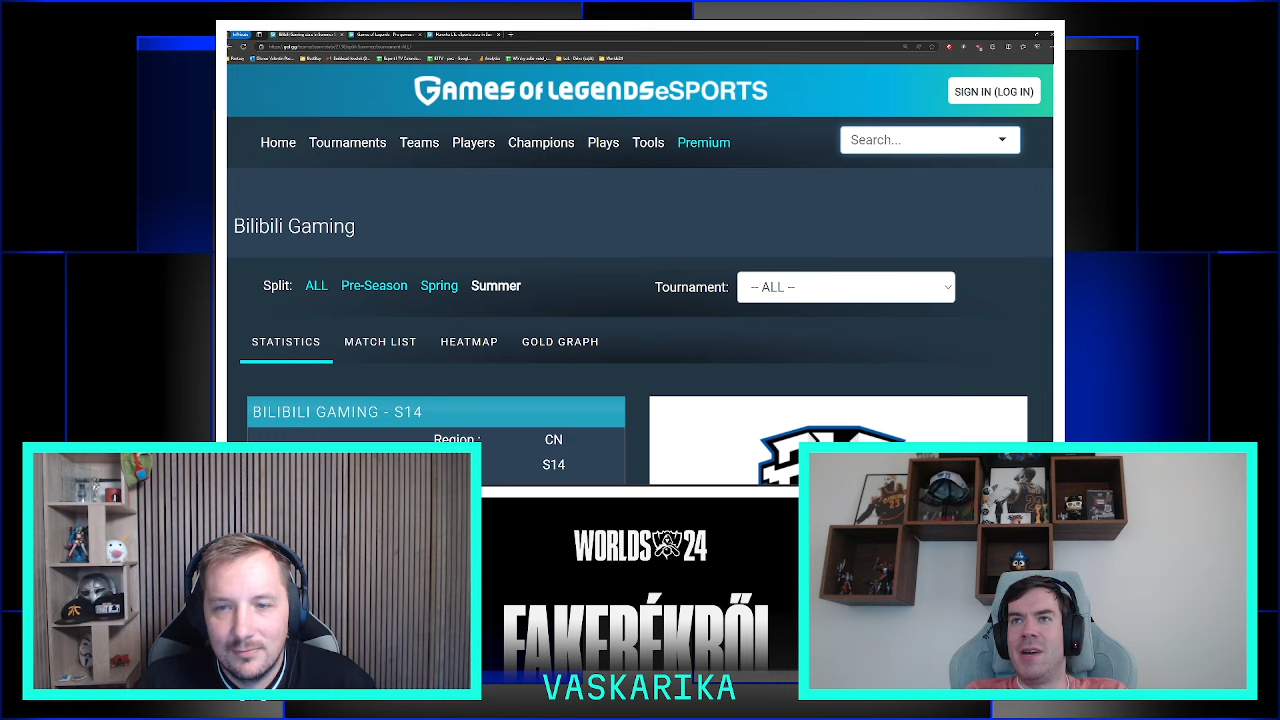 GAMES OF LEGENDS eSPORTS
SIGN IN (LOG IN)
Home Tournaments Teams Players Champions Plays Tools Premium
Search...
Bilibili Gaming
Split: ALL Pre-Season Spring Summer
Tournament: -- ALL --
STATISTICS MATCH LIST HEATMAP GOLD GRAPH
BILIBILI GAMING - S14
Region : CN
S14
WORLDS 24
FAKERÉKRŐL
VASKARIKA